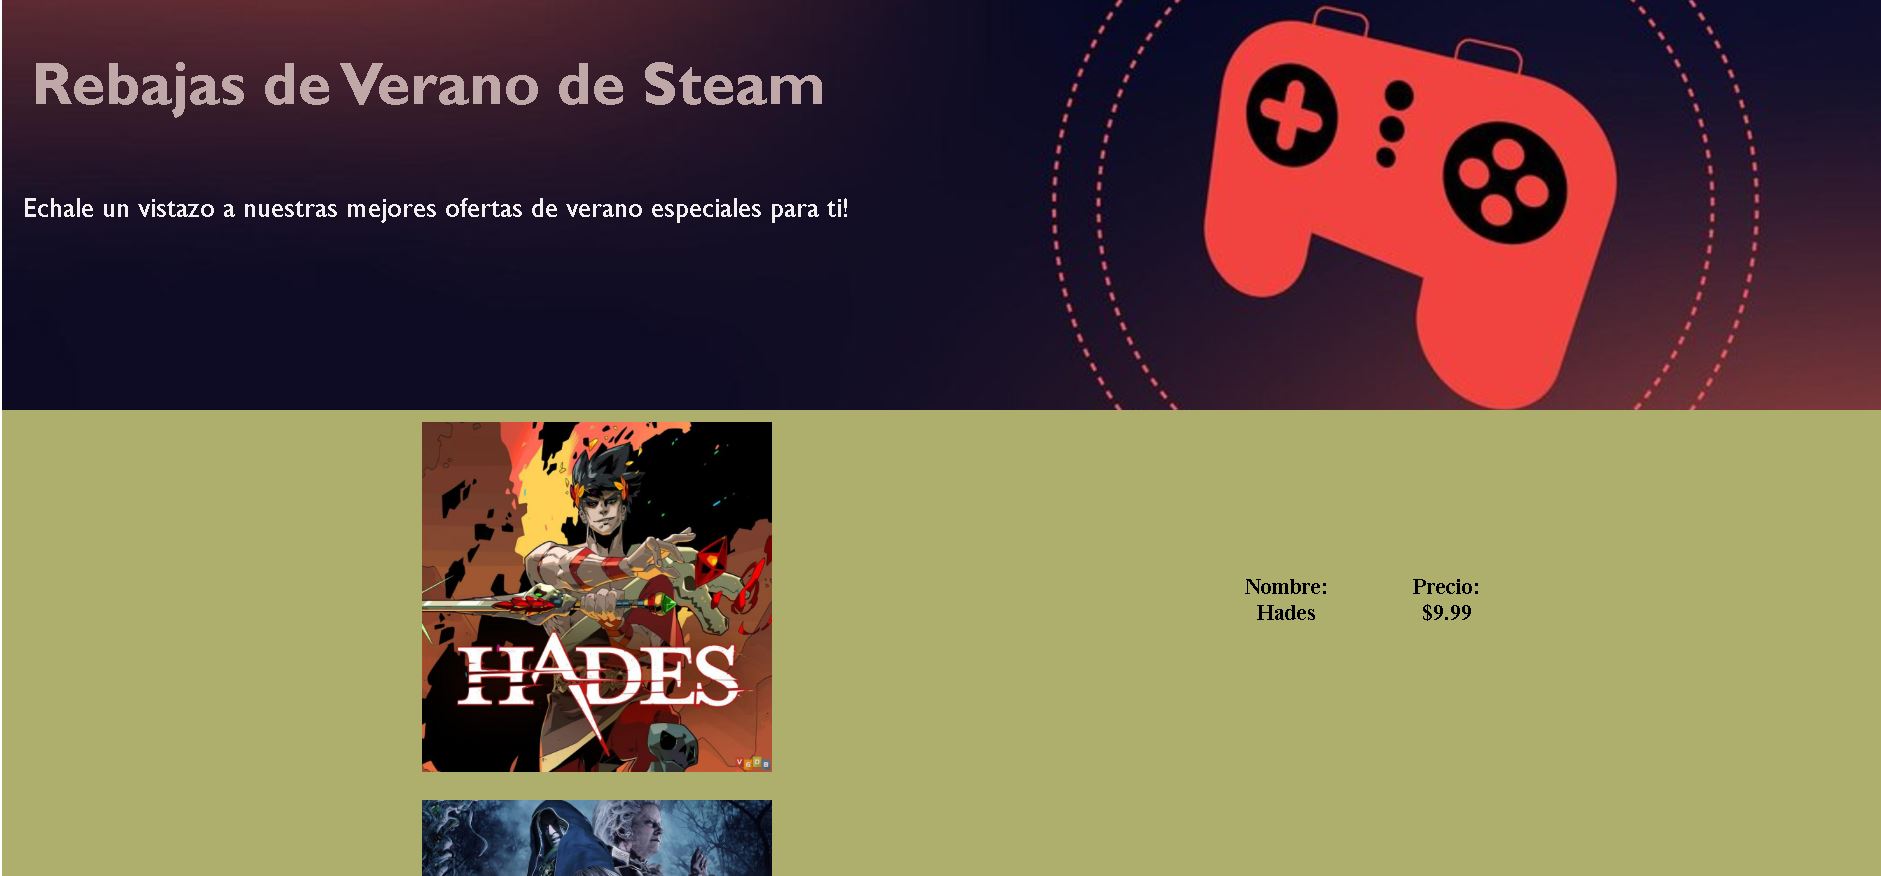 Rebajas de Verano de Steam
Echale un vistazo a nuestras mejores ofertas de verano especiales para ti!
HADES
VGDB
Nombre:
Hades
Precio:
$9.99